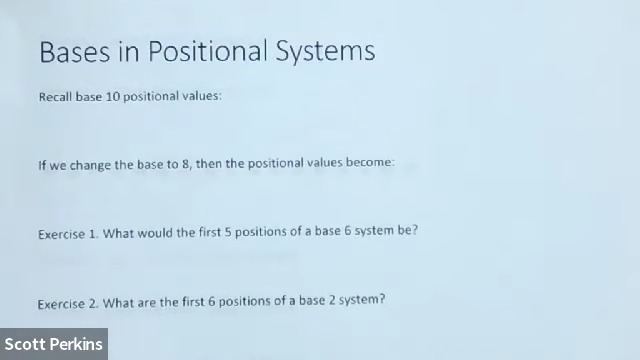 Bases in Positional Systems
Recall base 10 positional values:
If we change the base to 8, then the positional values become:
Exercise 1. What would the first 5 positions of a base 6 system be?
Exercise 2. What are the first 6 positions of a base 2 system?
Scott Perkins